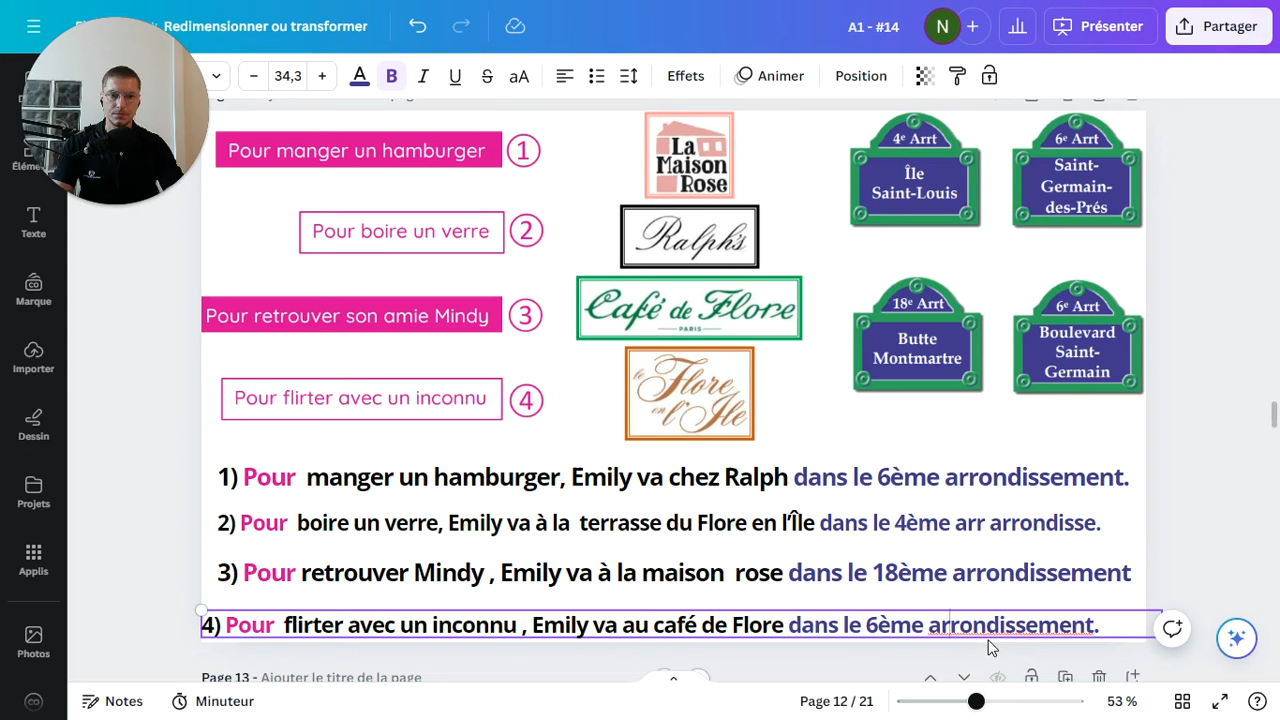 Redimensionner ou transformer
A1 - #14
N
Présenter
Partager
34,3
B
I
U
S
aA
Effets
Animer
Position
Texte
Marque
Importer
Dessin
Projets
Applis
Photos
Pour manger un hamburger 1
Pour boire un verre 2
Pour retrouver son amie Mindy 3
Pour flirter avec un inconnu 4
La
Maison
Rose
Ralph's
Café de Flore
PARIS
le Flore
en l'Ile
4e Arrt
Île
Saint-Louis
6e Arrt
Saint-
Germain-
des-Prés
18e Arrt
Butte
Montmartre
6e Arrt
Boulevard
Saint-
Germain
1) Pour manger un hamburger, Emily va chez Ralph dans le 6ème arrondissement.
2) Pour boire un verre, Emily va à la terrasse du Flore en l'Île dans le 4ème arr arrondisse.
3) Pour retrouver Mindy , Emily va à la maison rose dans le 18ème arrondissement
4) Pour flirter avec un inconnu , Emily va au café de Flore dans le 6ème arrondissement.
Page 13 - Ajouter le titre de la page
Notes
Minuteur
Page 12 / 21
53 %